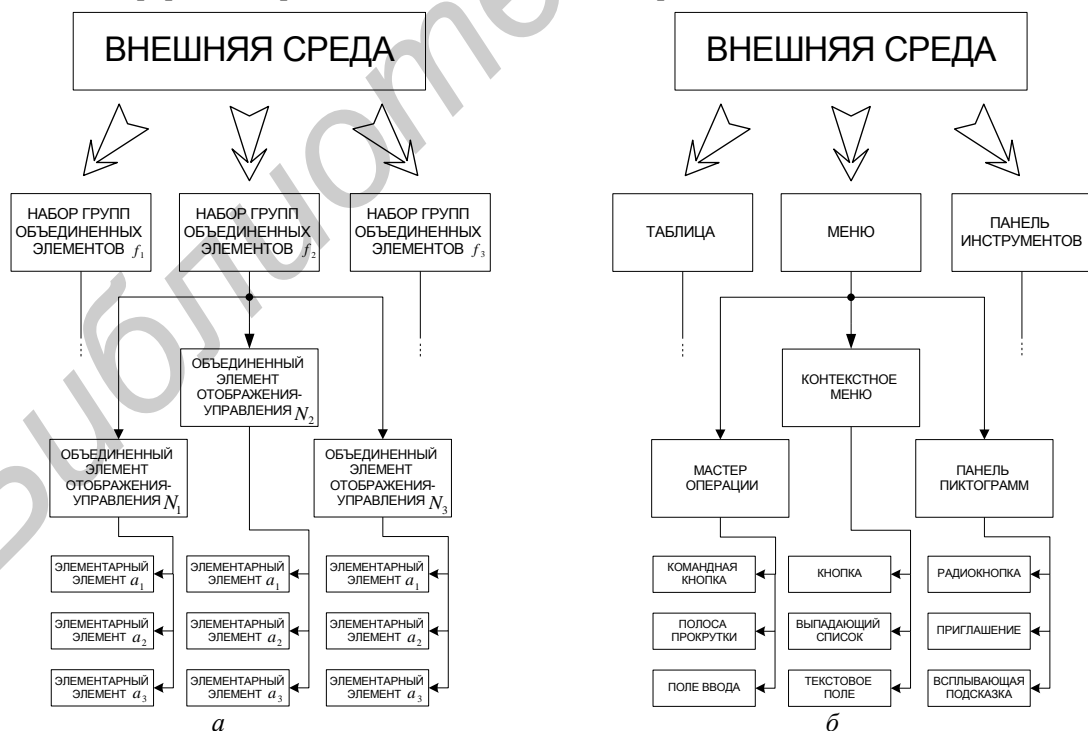 ВНЕШНЯЯ СРЕДА
НАБОР ГРУПП
ОБЪЕДИНЕННЫХ
ЭЛЕМЕНТОВ f₁
НАБОР ГРУПП
ОБЪЕДИНЕННЫХ
ЭЛЕМЕНТОВ f₂
НАБОР ГРУПП
ОБЪЕДИНЕННЫХ
ЭЛЕМЕНТОВ f₃
ОБЪЕДИНЕННЫЙ
ЭЛЕМЕНТ
ОТОБРАЖЕНИЯ-
УПРАВЛЕНИЯ N₂
ОБЪЕДИНЕННЫЙ
ЭЛЕМЕНТ
ОТОБРАЖЕНИЯ-
УПРАВЛЕНИЯ N₁
ОБЪЕДИНЕННЫЙ
ЭЛЕМЕНТ
ОТОБРАЖЕНИЯ-
УПРАВЛЕНИЯ N₃
ЭЛЕМЕНТАРНЫЙ
ЭЛЕМЕНТ a₁
ЭЛЕМЕНТАРНЫЙ
ЭЛЕМЕНТ a₁
ЭЛЕМЕНТАРНЫЙ
ЭЛЕМЕНТ a₁
ЭЛЕМЕНТАРНЫЙ
ЭЛЕМЕНТ a₂
ЭЛЕМЕНТАРНЫЙ
ЭЛЕМЕНТ a₂
ЭЛЕМЕНТАРНЫЙ
ЭЛЕМЕНТ a₂
ЭЛЕМЕНТАРНЫЙ
ЭЛЕМЕНТ a₃
ЭЛЕМЕНТАРНЫЙ
ЭЛЕМЕНТ a₃
ЭЛЕМЕНТАРНЫЙ
ЭЛЕМЕНТ a₃
а
ВНЕШНЯЯ СРЕДА
ТАБЛИЦА
МЕНЮ
ПАНЕЛЬ
ИНСТРУМЕНТОВ
КОНТЕКСТНОЕ
МЕНЮ
МАСТЕР
ОПЕРАЦИИ
ПАНЕЛЬ
ПИКТОГРАММ
КОМАНДНАЯ
КНОПКА
КНОПКА
РАДИОКНОПКА
ПОЛОСА
ПРОКРУТКИ
ВЫПАДАЮЩИЙ
СПИСОК
ПРИГЛАШЕНИЕ
ПОЛЕ ВВОДА
ТЕКСТОВОЕ
ПОЛЕ
ВСПЛЫВАЮЩАЯ
ПОДСКАЗКА
б